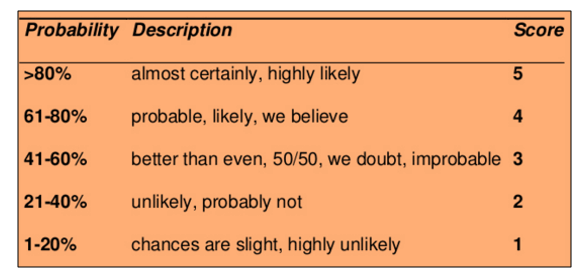 Probability Description Score
>80% almost certainly, highly likely 5
61-80% probable, likely, we believe 4
41-60% better than even, 50/50, we doubt, improbable 3
21-40% unlikely, probably not 2
1-20% chances are slight, highly unlikely 1